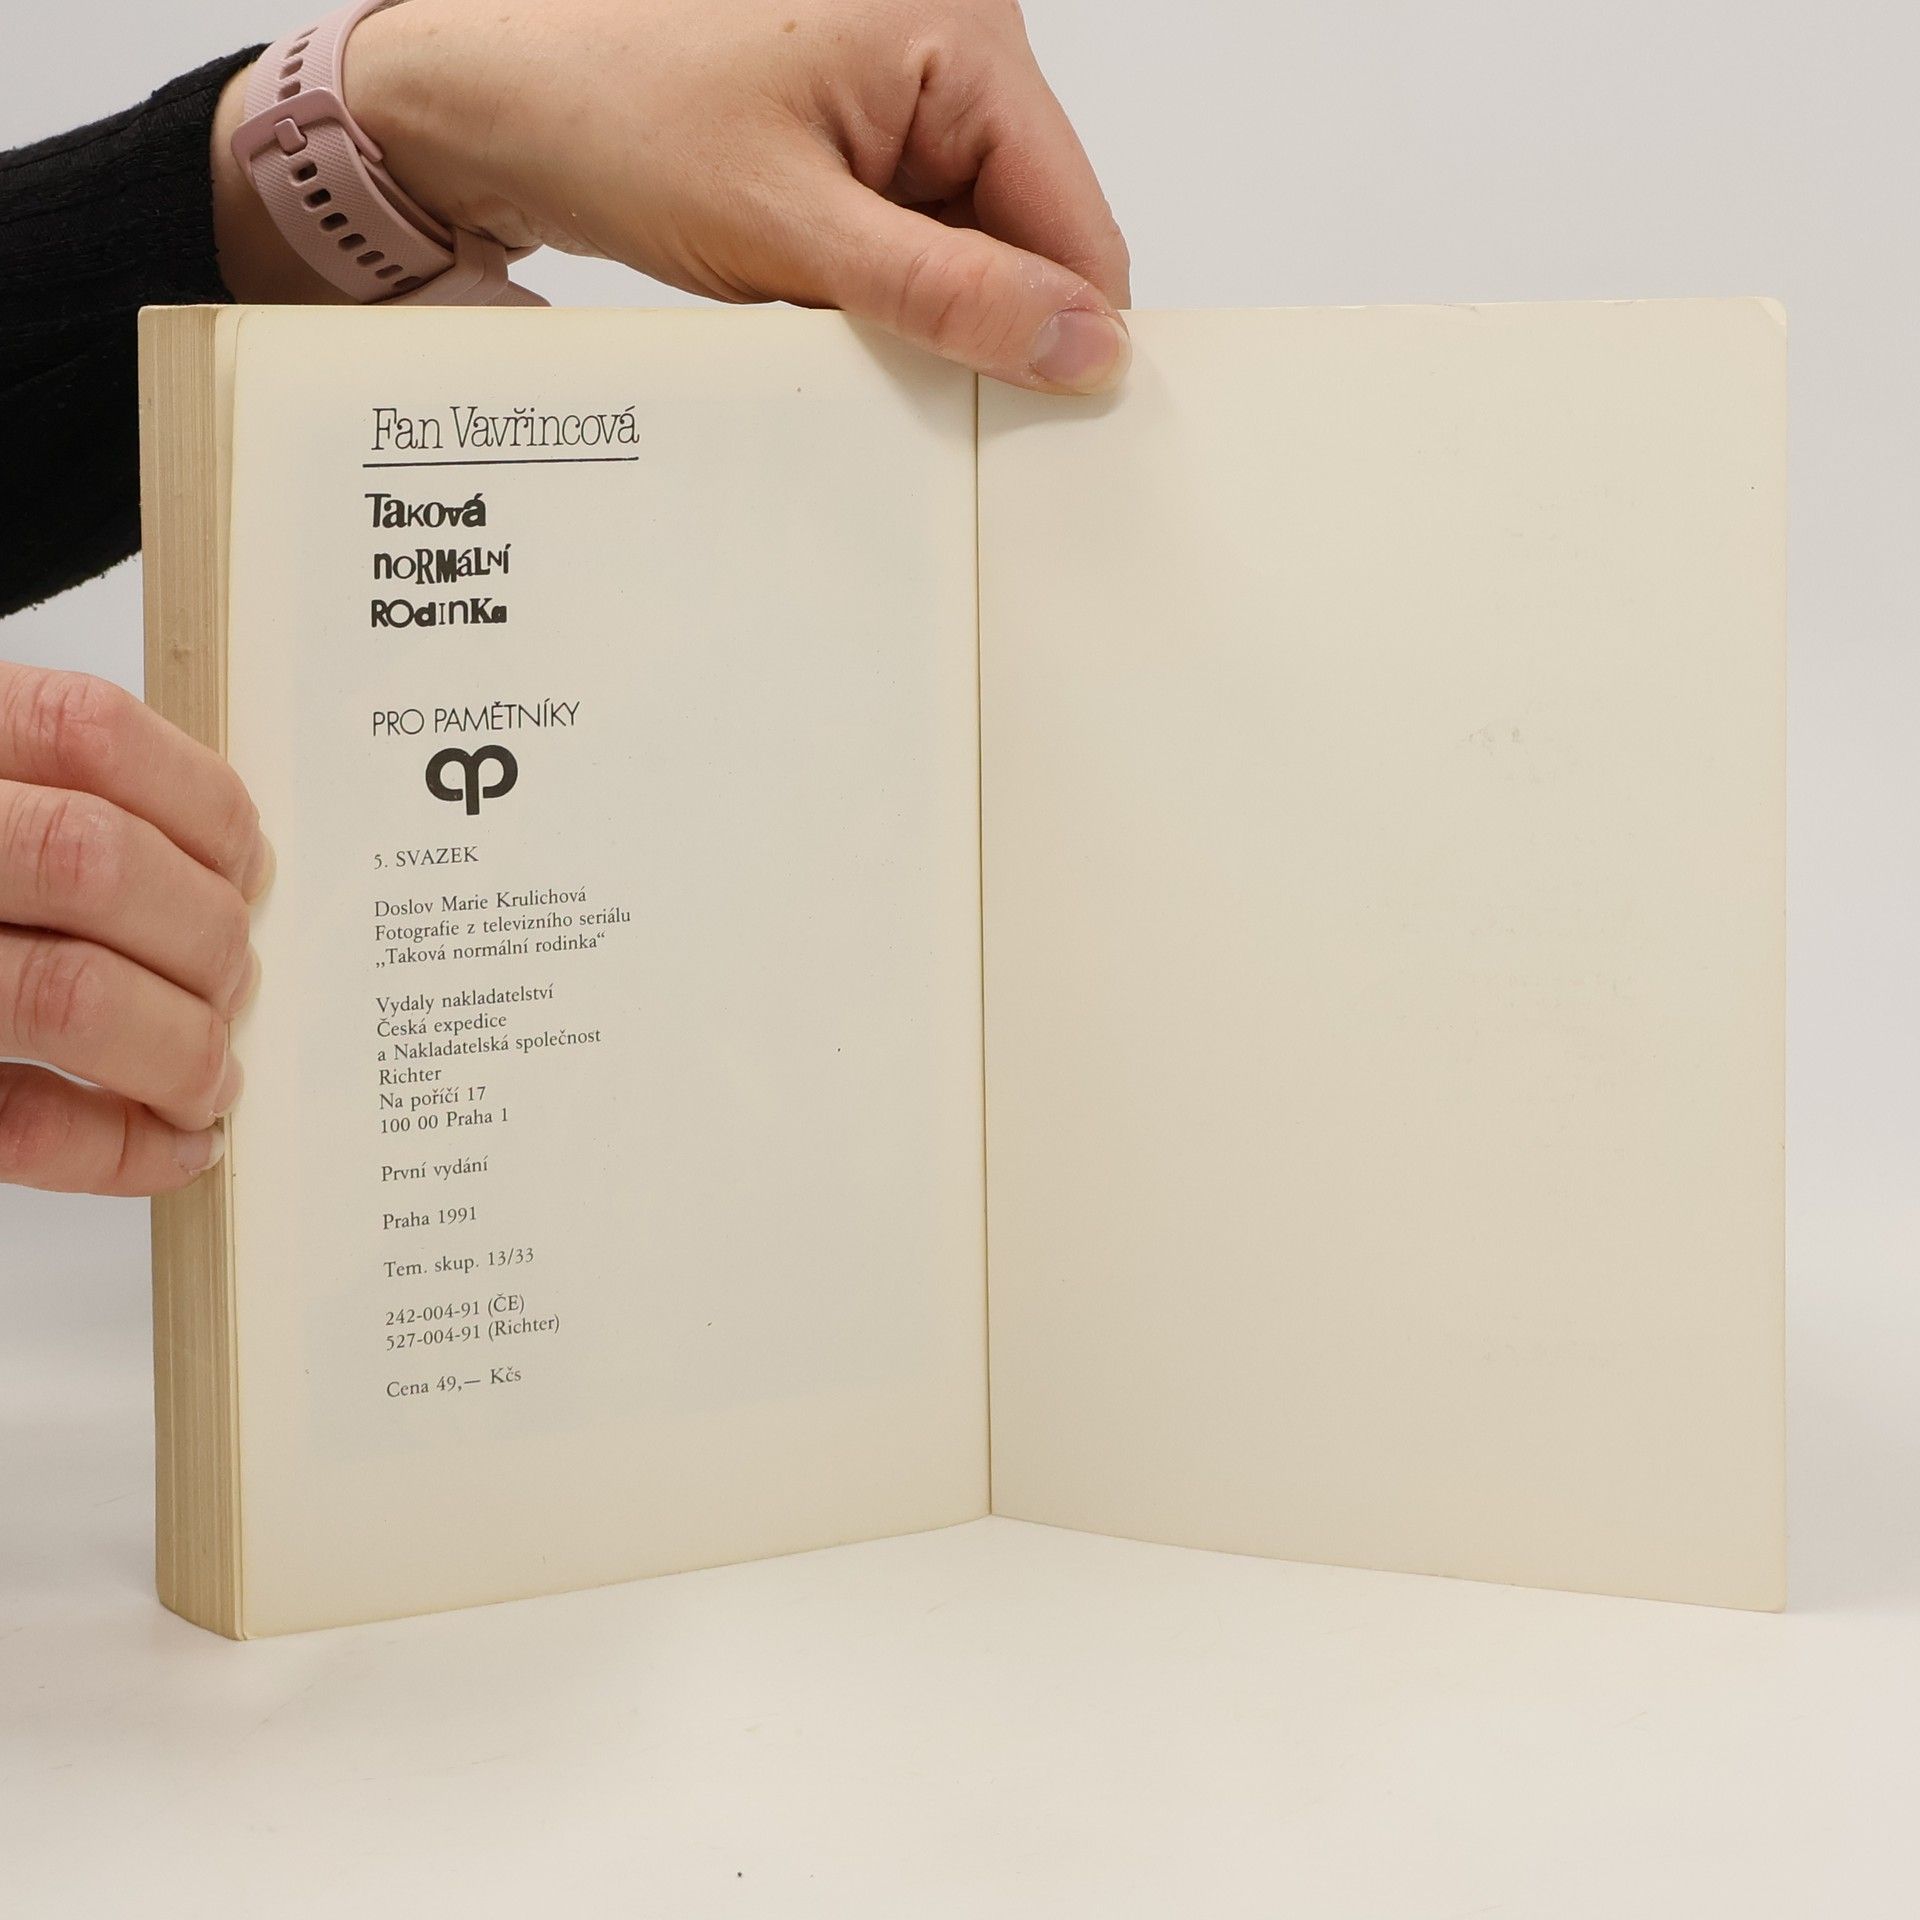 Fan Vavřincová
Taková
noRMáLNí
RodINKa
PRO PAMĚTNÍKY
5. SVAZEK
Doslov Marie Krulichová
Fotografie z televizního seriálu
„Taková normální rodinka“
Vydaly nakladatelství
Česká expedice
a Nakladatelská společnost
Richter
Na poříčí 17
100 00 Praha 1
První vydání
Praha 1991
Tem. skup. 13/33
242-004-91 (ČE)
527-004-91 (Richter)
Cena 49,— Kčs